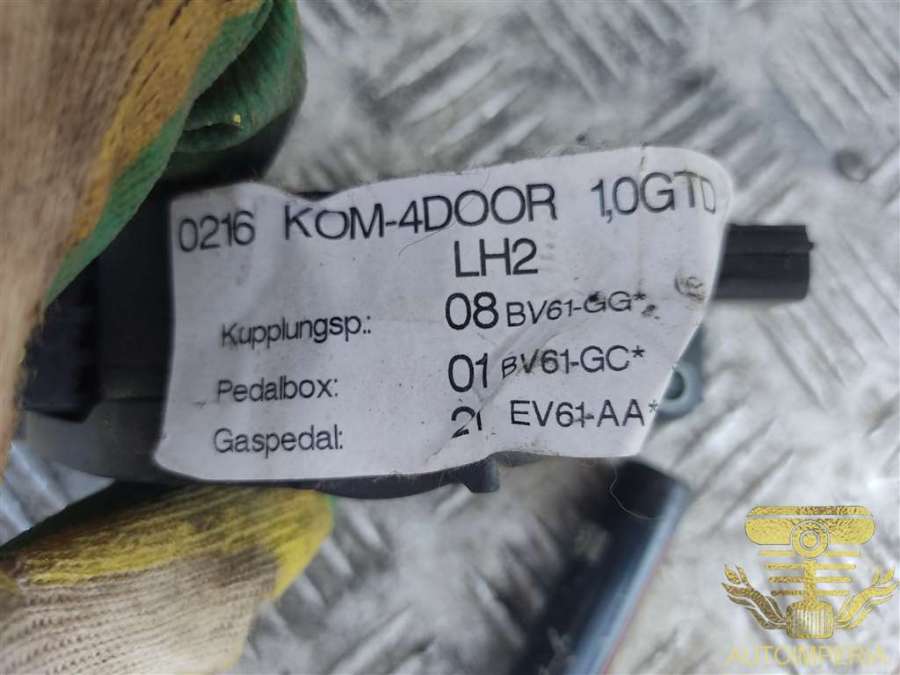 0216 KOM-4DOOR 1,0GTD
LH2
Kupplungsp.: 08 BV61-GG*
Pedalbox: 01 BV61-GC*
Gaspedal: 21 EV61-AA*
AUTOIMPERIA